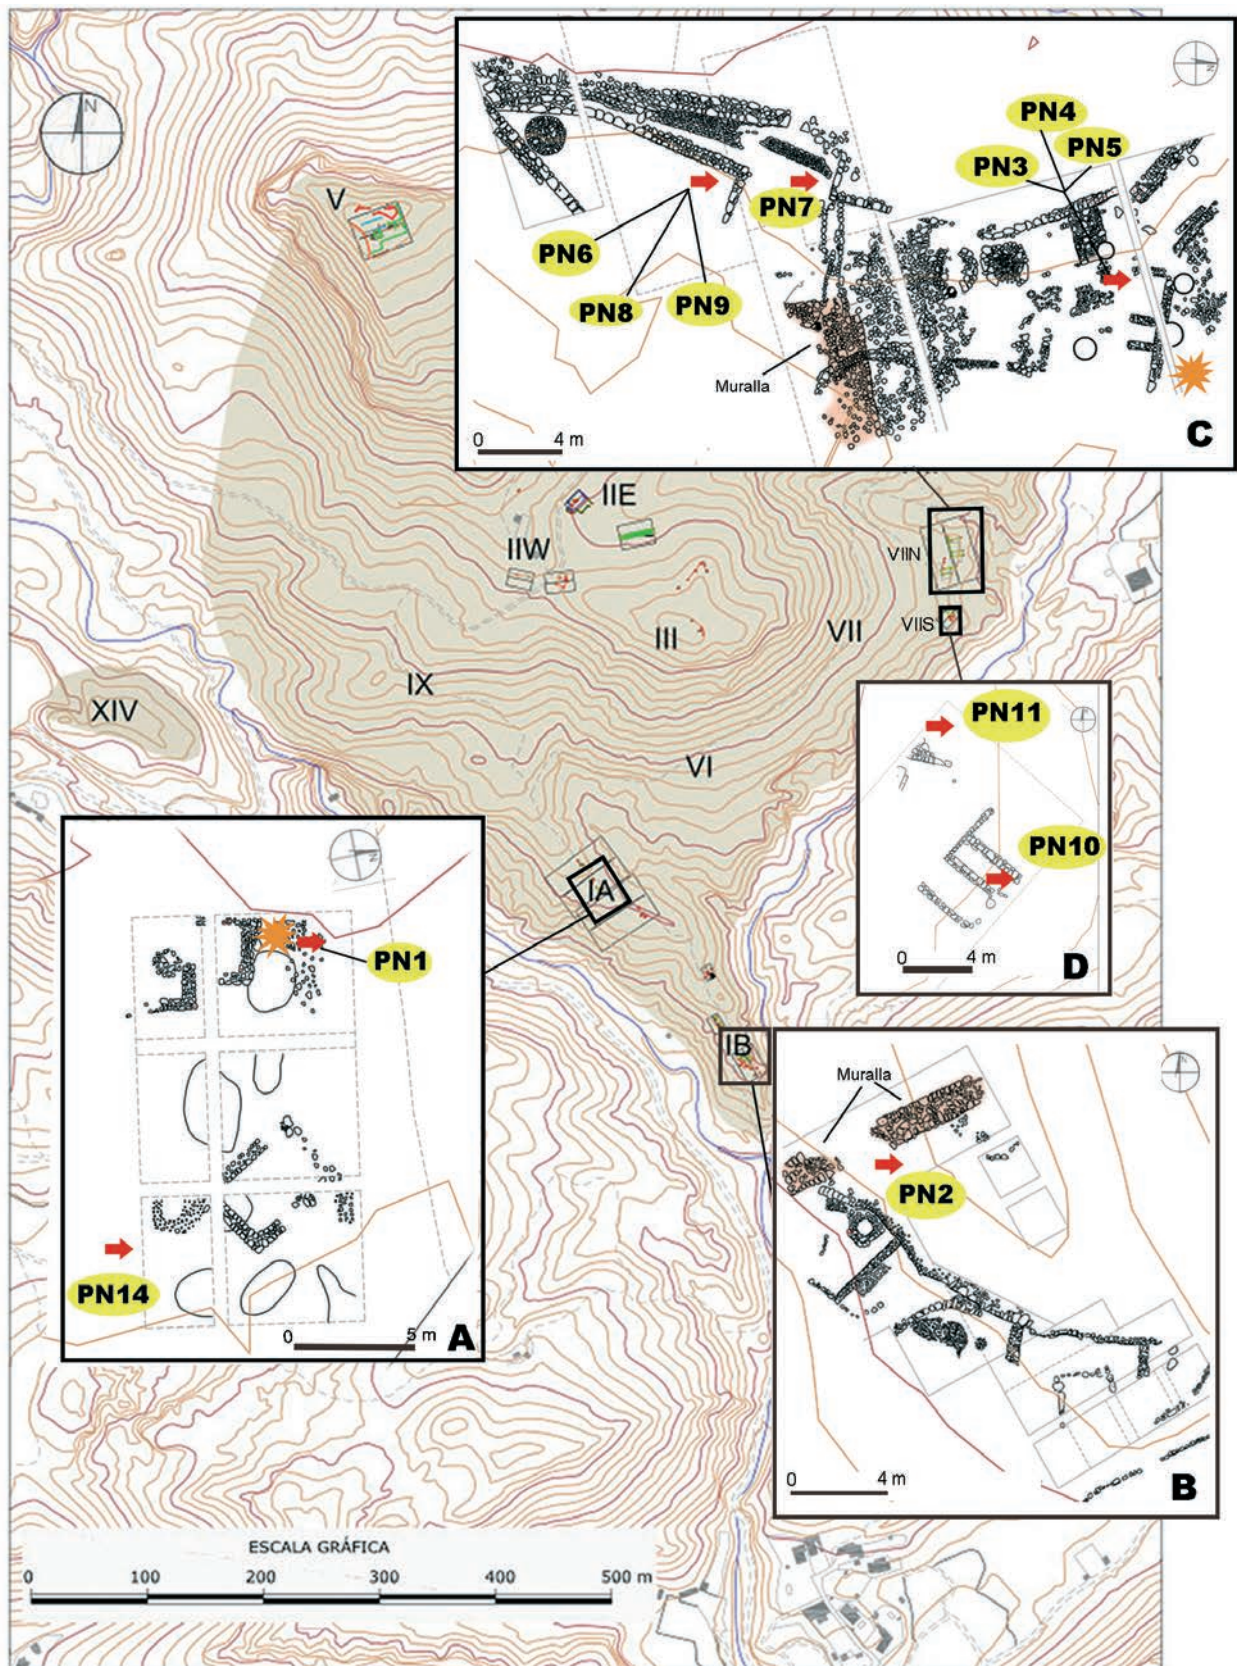 N
V
N
PN4
PN5
PN3
PN7
PN6
PN9
PN8
Muralla
0 4 m
C
IIE
IIW
VIIN
III
VII
VIIS
IX
XIV
VI
PN11
PN10
0 4 m
D
N
IA
PN1
PN14
0 5 m
A
IB
Muralla
PN2
0 4 m
B
ESCALA GRÁFICA
0 100 200 300 400 500 m